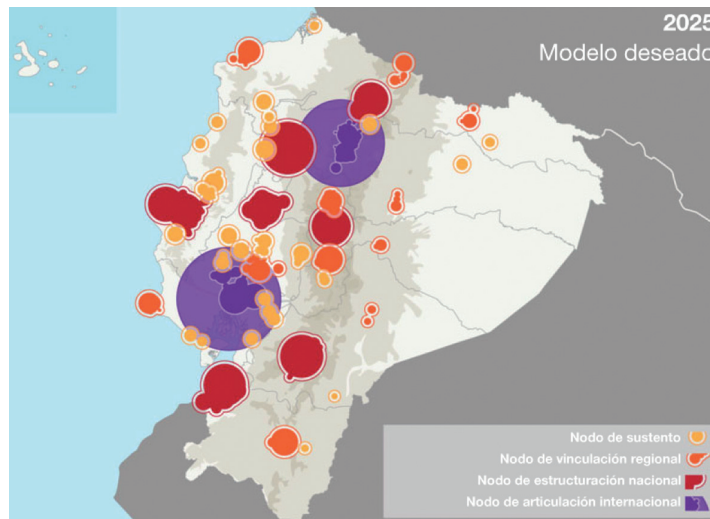 2025
Modelo deseado
Nodo de sustento
Nodo de vinculación regional
Nodo de estructuración nacional
Nodo de articulación internacional